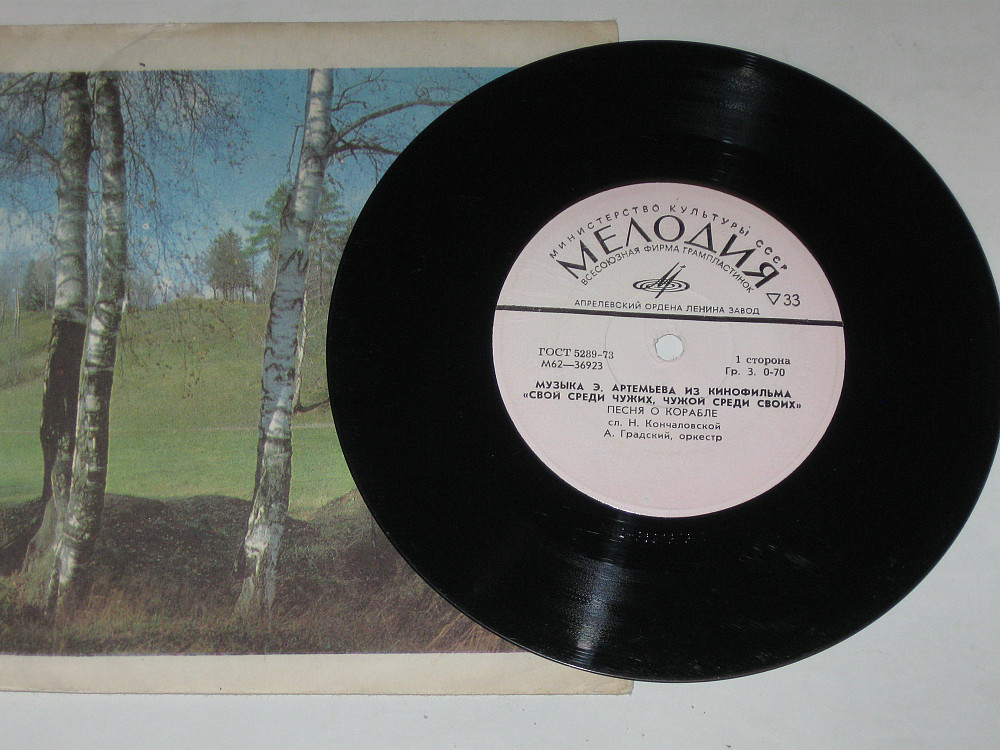 МИНИСТЕРСТВО КУЛЬТУРЫ СССР
МЕЛОДИЯ
ВСЕСОЮЗНАЯ ФИРМА ГРАМПЛАСТИНОК
33
АПРЕЛЕВСКИЙ ОРДЕНА ЛЕНИНА ЗАВОД
ГОСТ 5289-73
М62—36923
1 сторона
Гр. 3. 0-70
МУЗЫКА Э. АРТЕМЬЕВА ИЗ КИНОФИЛЬМА
«СВОЙ СРЕДИ ЧУЖИХ, ЧУЖОЙ СРЕДИ СВОИХ»
ПЕСНЯ О КОРАБЛЕ
сл. Н. Кончаловской
А. Градский, оркестр